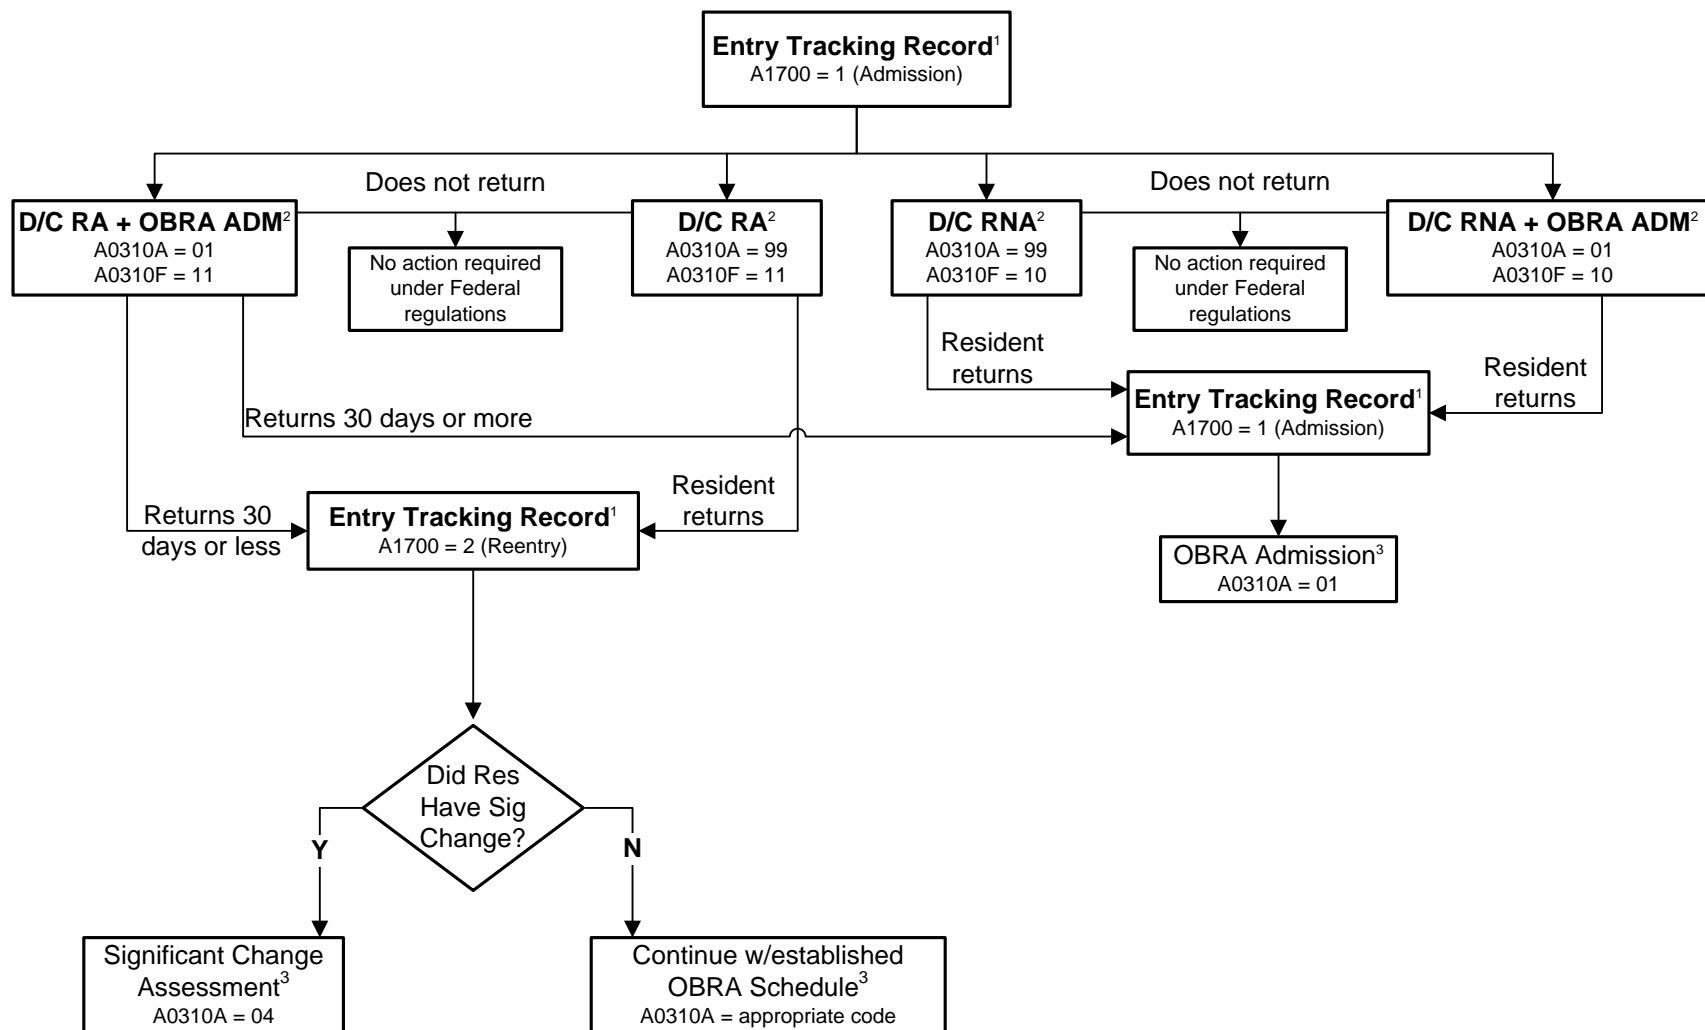 Entry Tracking Record¹
A1700 = 1 (Admission)
Does not return
Does not return
D/C RA + OBRA ADM²
A0310A = 01
A0310F = 11
No action required
under Federal
regulations
D/C RA²
A0310A = 99
A0310F = 11
D/C RNA²
A0310A = 99
A0310F = 10
No action required
under Federal
regulations
D/C RNA + OBRA ADM²
A0310A = 01
A0310F = 10
Resident
returns
Resident
returns
Entry Tracking Record¹
A1700 = 1 (Admission)
Returns 30 days or more
Returns 30
days or less
Entry Tracking Record¹
A1700 = 2 (Reentry)
Resident
returns
OBRA Admission³
A0310A = 01
Did Res
Have Sig
Change?
Y
N
Significant Change
Assessment³
A0310A = 04
Continue w/established
OBRA Schedule³
A0310A = appropriate code